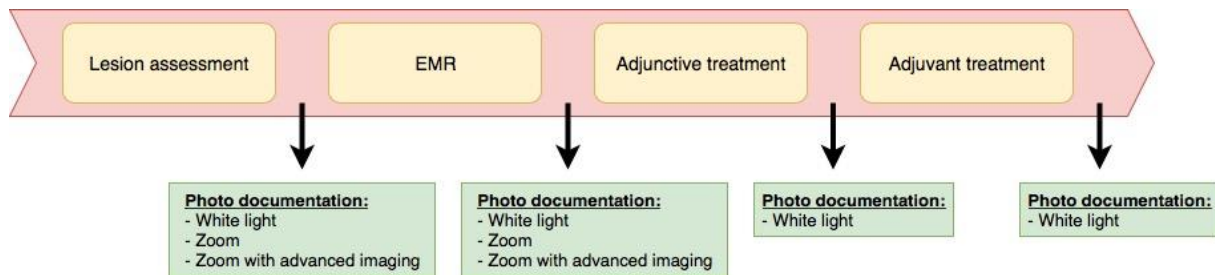 Lesion assessment
EMR
Adjunctive treatment
Adjuvant treatment
Photo documentation:
- White light
- Zoom
- Zoom with advanced imaging
Photo documentation:
- White light
- Zoom
- Zoom with advanced imaging
Photo documentation:
- White light
Photo documentation:
- White light